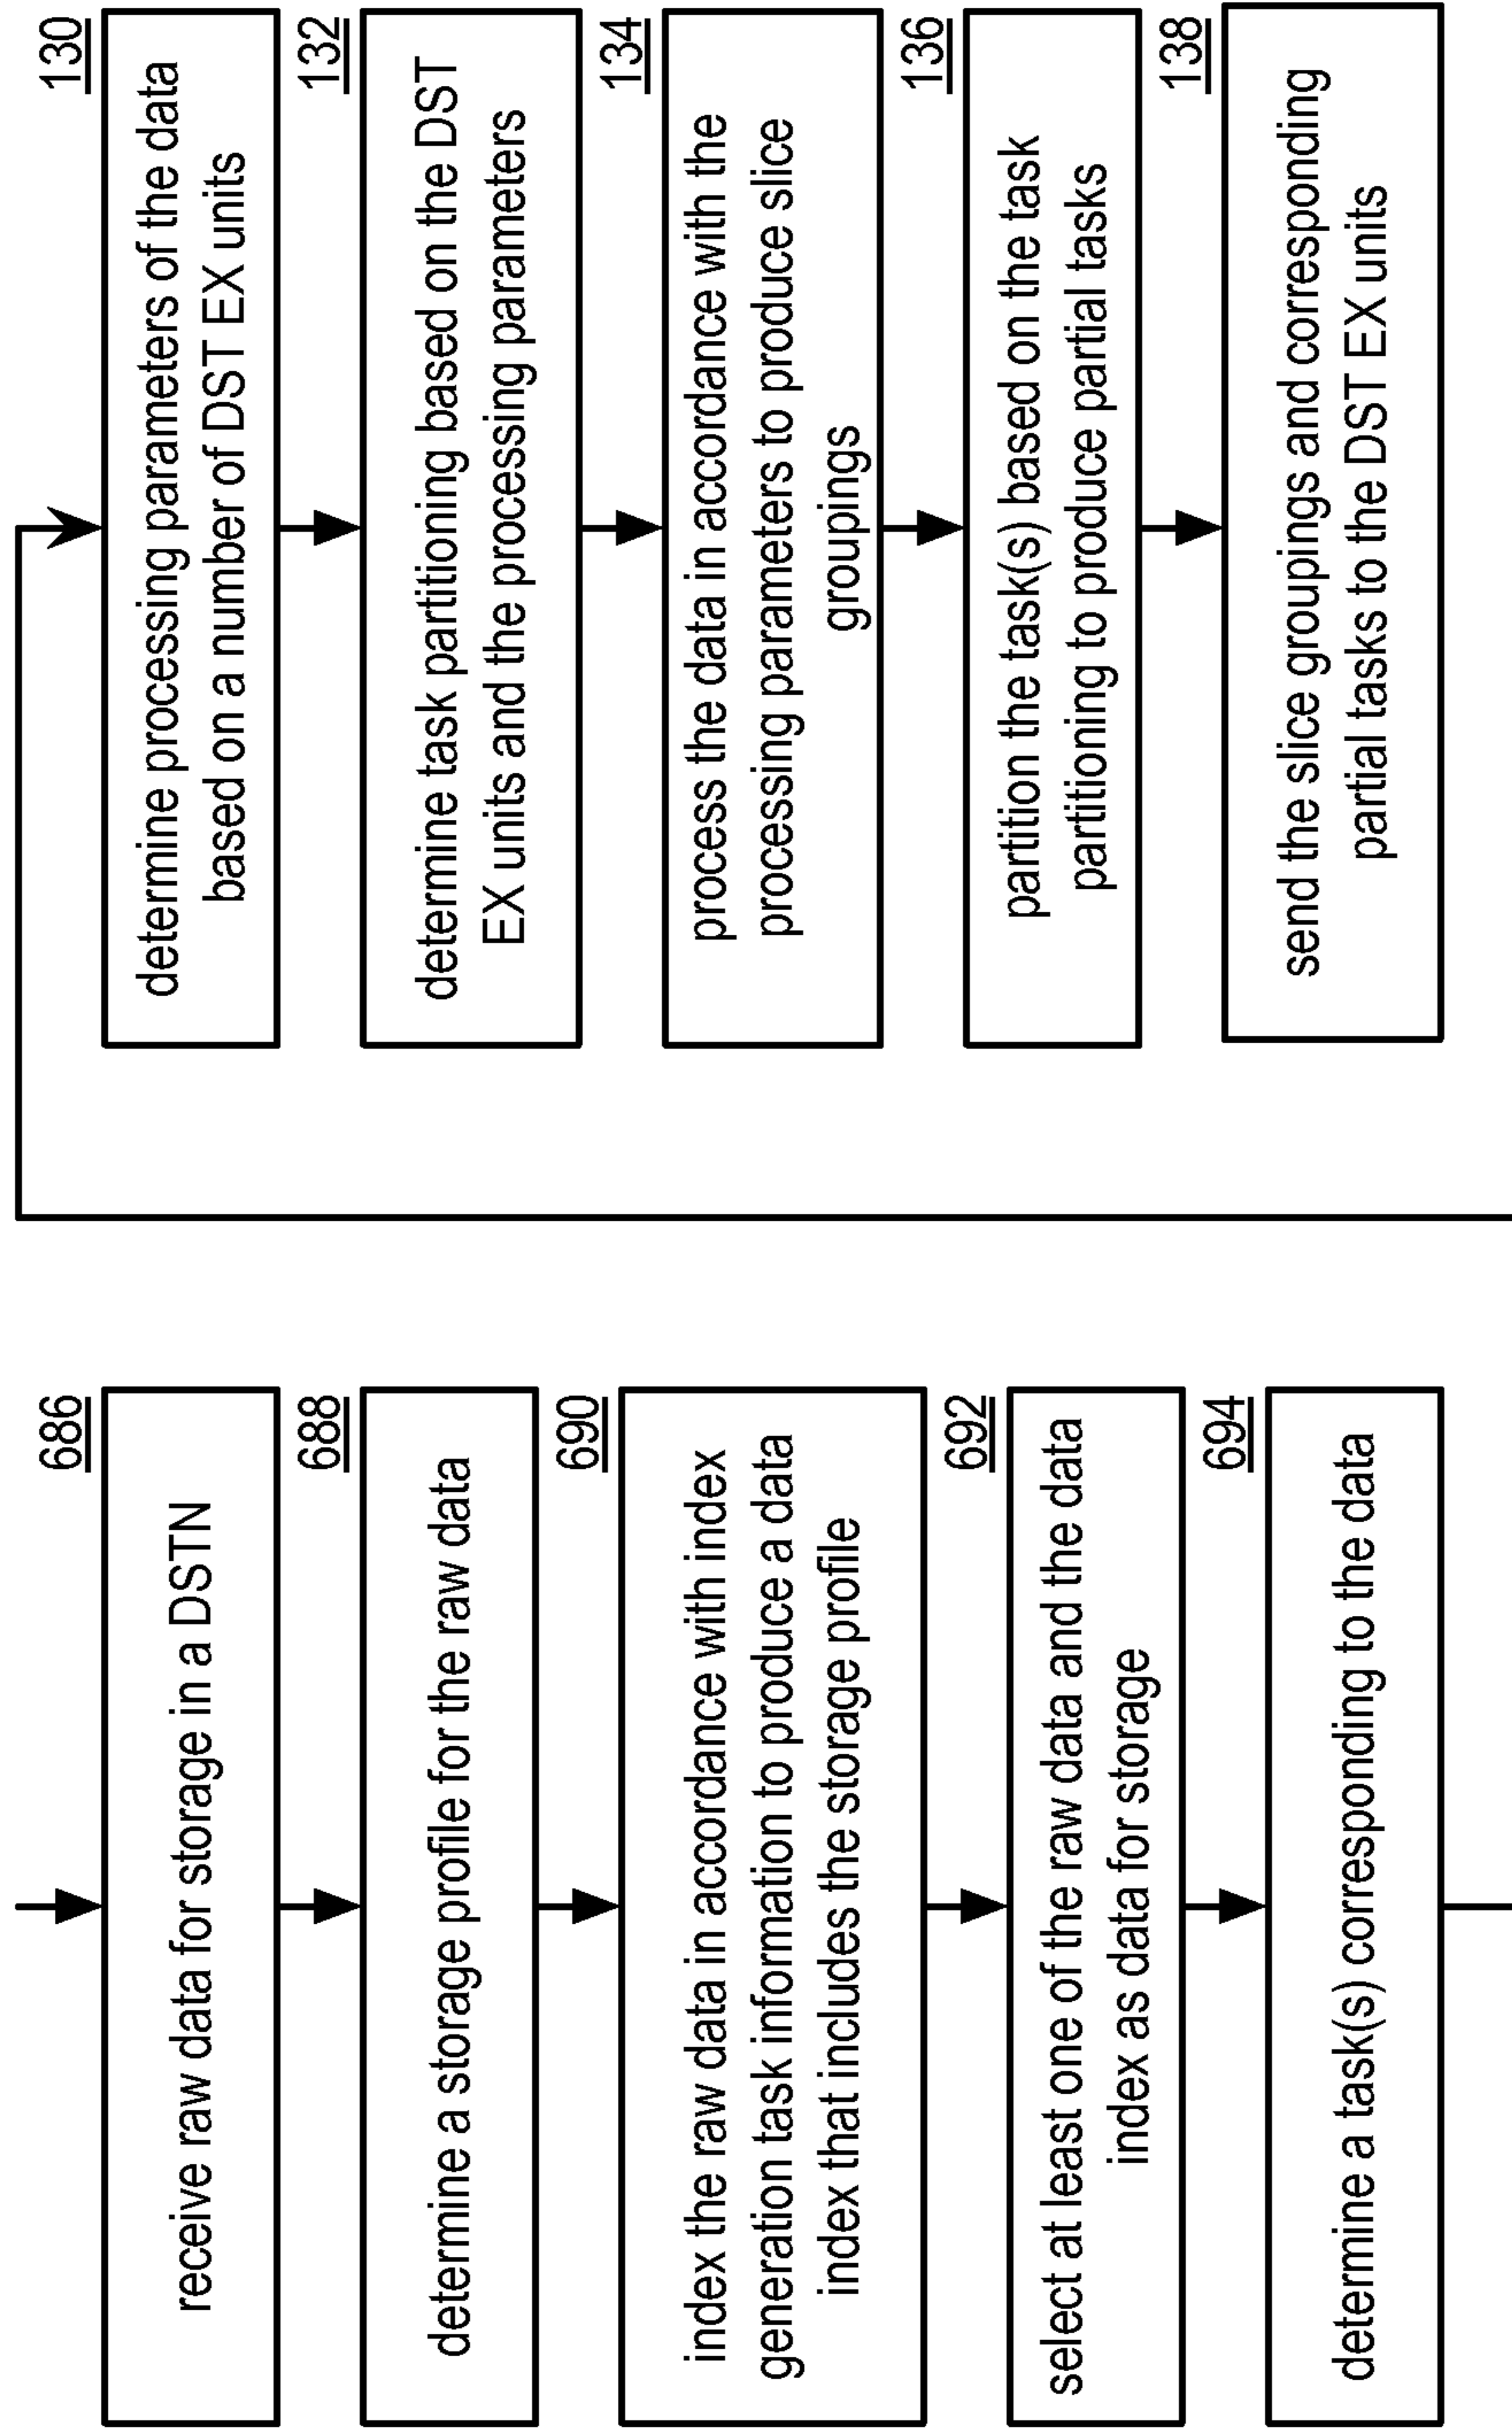 686
receive raw data for storage in a DSTN
688
determine a storage profile for the raw data
690
index the raw data in accordance with index
generation task information to produce a data
index that includes the storage profile
692
select at least one of the raw data and the data
index as data for storage
694
determine a task(s) corresponding to the data
130
determine processing parameters of the data
based on a number of DST EX units
132
determine task partitioning based on the DST
EX units and the processing parameters
134
process the data in accordance with the
processing parameters to produce slice
groupings
136
partition the task(s) based on the task
partitioning to produce partial tasks
138
send the slice groupings and corresponding
partial tasks to the DST EX units